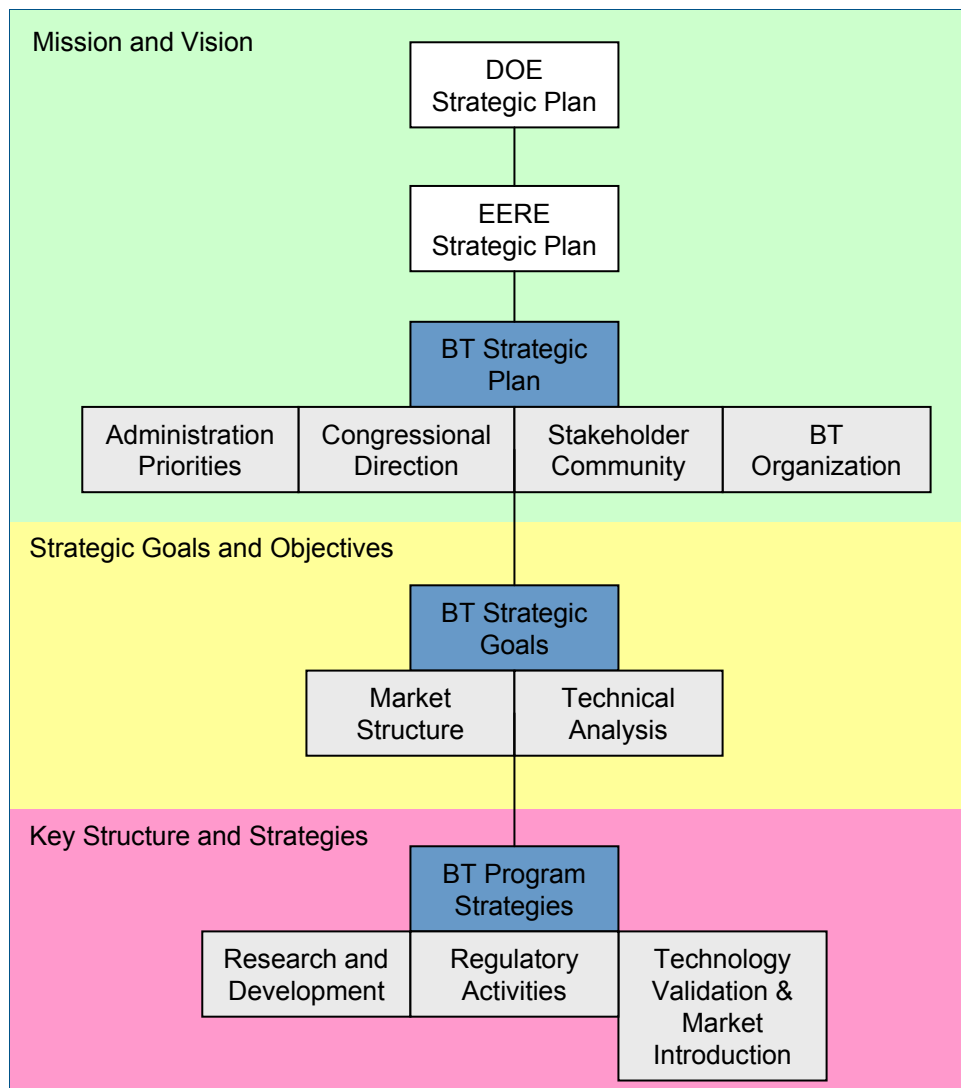 Mission and Vision
DOE
Strategic Plan
EERE
Strategic Plan
BT Strategic
Plan
Administration
Priorities
Congressional
Direction
Stakeholder
Community
BT
Organization
Strategic Goals and Objectives
BT Strategic
Goals
Market
Structure
Technical
Analysis
Key Structure and Strategies
BT Program
Strategies
Research and
Development
Regulatory
Activities
Technology
Validation &
Market
Introduction